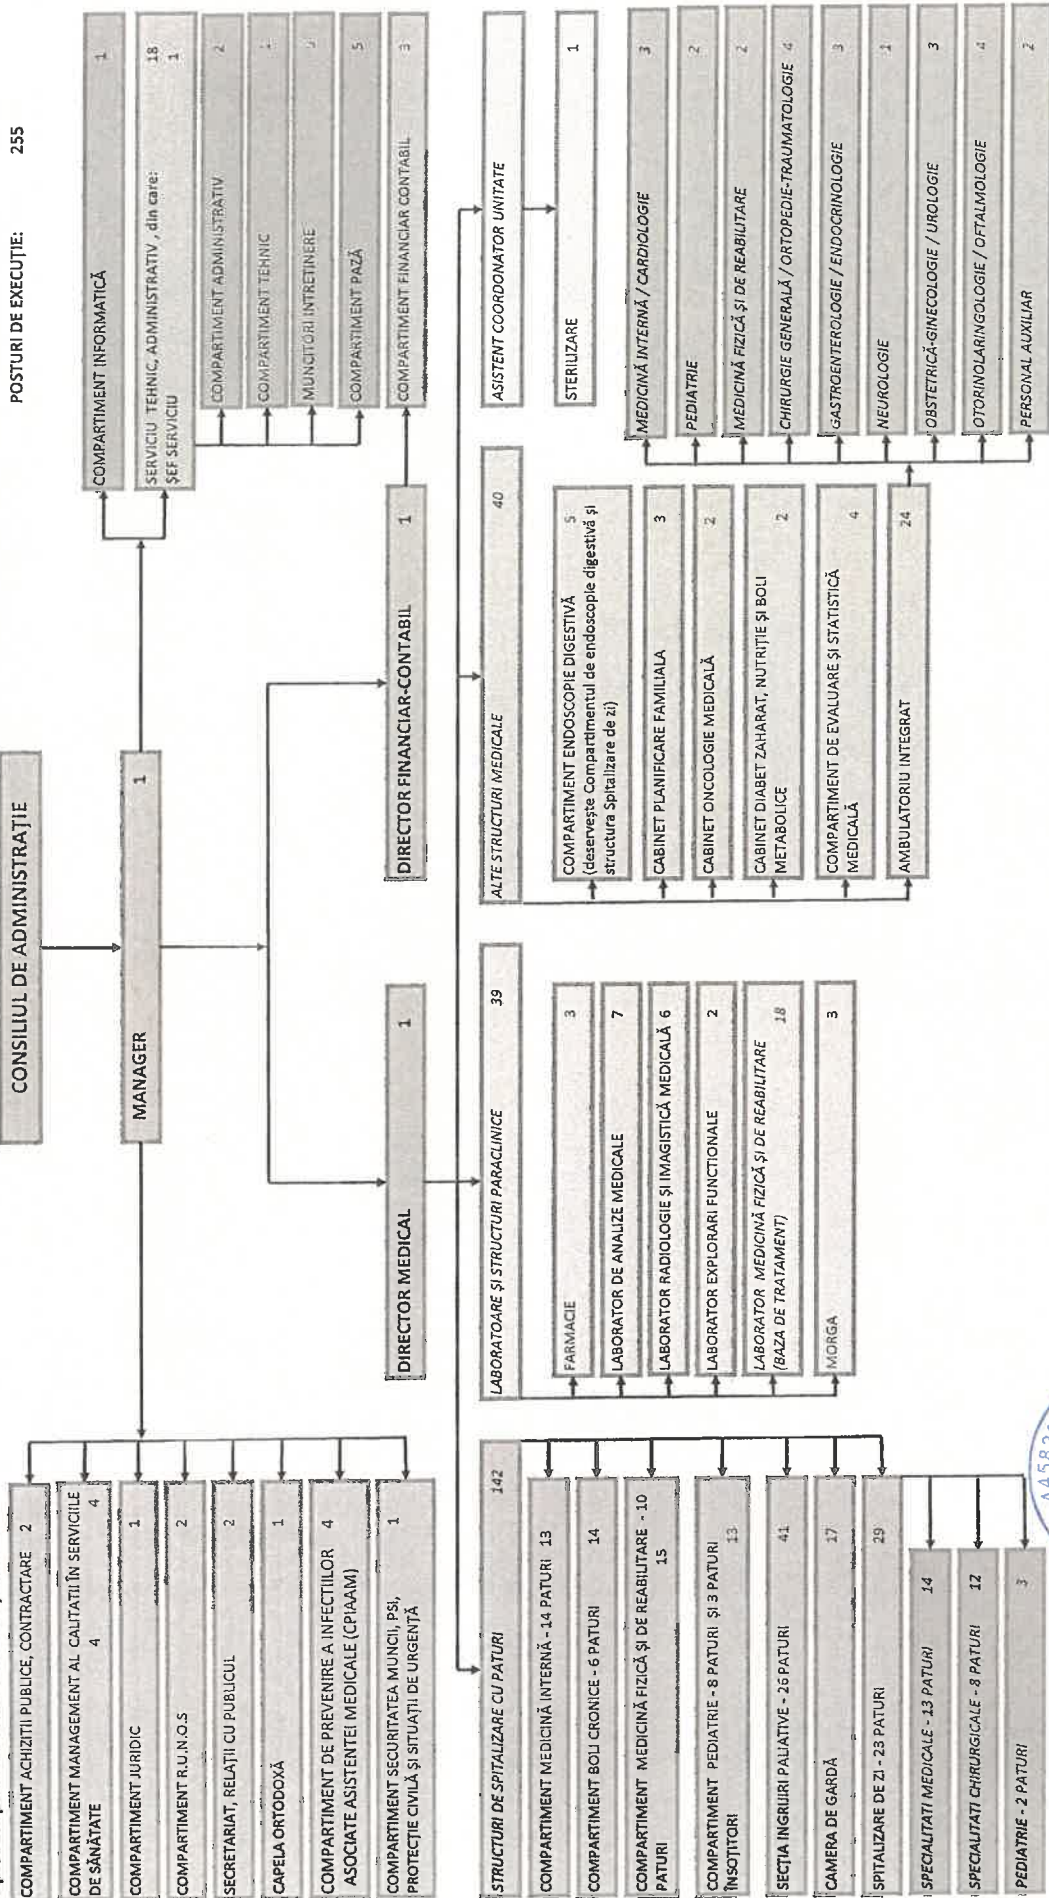 POSTURI DE EXECUȚIE: 255
CONSILIUL DE ADMINISTRAȚIE
MANAGER 1
COMPARTIMENT ACHIZITII PUBLICE, CONTRACTARE 2
COMPARTIMENT MANAGEMENT AL CALITATII ÎN SERVICIILE
DE SĂNĂTATE 4 4
COMPARTIMENT JURIDIC 1
COMPARTIMENT R.U.N.O.S 2
SECRETARIAT, RELAȚII CU PUBLICUL 2
CAPELA ORTODOXĂ 1
COMPARTIMENT DE PREVENIRE A INFECTIILOR 4
ASOCIATE ASISTENTEI MEDICALE (CPIAAM)
COMPARTIMENT SECURITATEA MUNCII, PSI, 1
PROTECȚIE CIVILĂ ȘI SITUAȚII DE URGENȚĂ
COMPARTIMENT INFORMATICĂ 1
SERVICIU TEHNIC, ADMINISTRATIV , din care: 18
ȘEF SERVICIU 1
COMPARTIMENT ADMINISTRATIV 2
COMPARTIMENT TEHNIC 1
MUNCITORI INTRETINERE
COMPARTIMENT PAZĂ 5
COMPARTIMENT FINANCIAR CONTABIL 3
DIRECTOR MEDICAL 1
DIRECTOR FINANCIAR-CONTABIL 1
STRUCTURI DE SPITALIZARE CU PATURI 142
COMPARTIMENT MEDICINĂ INTERNĂ - 14 PATURI 13
COMPARTIMENT BOLI CRONICE - 6 PATURI 14
COMPARTIMENT MEDICINĂ FIZICĂ ȘI DE REABILITARE - 10
PATURI 15
COMPARTIMENT PEDIATRIE - 8 PATURI ȘI 3 PATURI
ÎNSOȚITORI 13
SECȚIA INGRIJIRI PALIATIVE - 26 PATURI 41
CAMERA DE GARDĂ 17
SPITALIZARE DE ZI - 23 PATURI 29
SPECIALITATI MEDICALE - 13 PATURI 14
SPECIALITATI CHIRURGICALE - 8 PATURI 12
PEDIATRIE - 2 PATURI 3
LABORATOARE ȘI STRUCTURI PARACLINICE 39
FARMACIE 3
LABORATOR DE ANALIZE MEDICALE 7
LABORATOR RADIOLOGIE ȘI IMAGISTICĂ MEDICALĂ 6
LABORATOR EXPLORARI FUNCTIONALE 2
LABORATOR MEDICINĂ FIZICĂ ȘI DE REABILITARE 18
(BAZA DE TRATAMENT)
MORGA 3
ALTE STRUCTURI MEDICALE 40
COMPARTIMENT ENDOSCOPIE DIGESTIVĂ 5
(deservește Compartimentul de endoscopie digestivă și
structura Spitalizare de zi)
CABINET PLANIFICARE FAMILIALA 3
CABINET ONCOLOGIE MEDICALĂ 2
CABINET DIABET ZAHARAT, NUTRIȚIE ȘI BOLI
METABOLICE 2
COMPARTIMENT DE EVALUARE ȘI STATISTICĂ
MEDICALĂ 4
AMBULATORIU INTEGRAT 24
ASISTENT COORDONATOR UNITATE
STERILIZARE 1
MEDICINĂ INTERNĂ / CARDIOLOGIE 3
PEDIATRIE 2
MEDICINĂ FIZICĂ ȘI DE REABILITARE 2
CHIRURGIE GENERALĂ / ORTOPEDIE-TRAUMATOLOGIE 4
GASTROENTEROLOGIE / ENDOCRINOLOGIE 3
NEUROLOGIE 1
OBSTETRICĂ-GINECOLOGIE / UROLOGIE 3
OTORINOLARINGOLOGIE / OFTALMOLOGIE 4
PERSONAL AUXILIAR 2